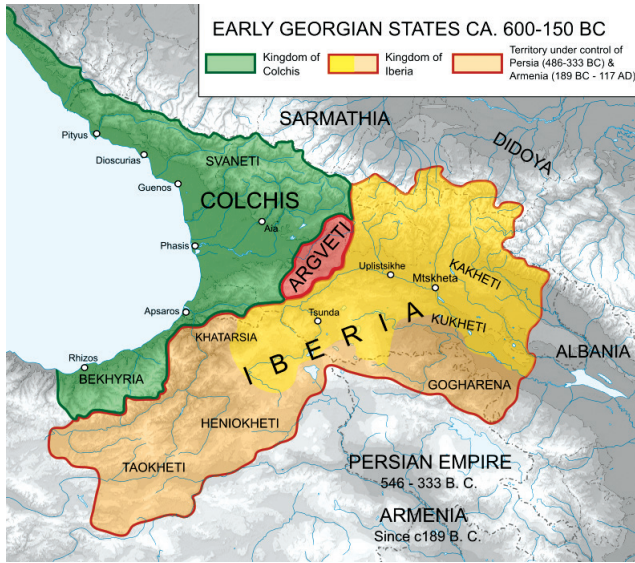 EARLY GEORGIAN STATES CA. 600-150 BC
Kingdom of
Colchis
Kingdom of
Iberia
Territory under control of
Persia (486-333 BC) &
Armenia (189 BC - 117 AD)
SARMATHIA
DIDOYA
Pityus
Dioscurias
SVANETI
Guenos
COLCHIS
Aia
ARGVETI
Phasis
Uplistsikhe
Mtskheta
KAKHETI
Apsaros
Tsunda
KUKHETI
KHATARSIA
IBERIA
ALBANIA
Rhizos
BEKHYRIA
GOGHARENA
HENIOKHETI
TAOKHETI
PERSIAN EMPIRE
546 - 333 B. C.
ARMENIA
Since c189 B. C.